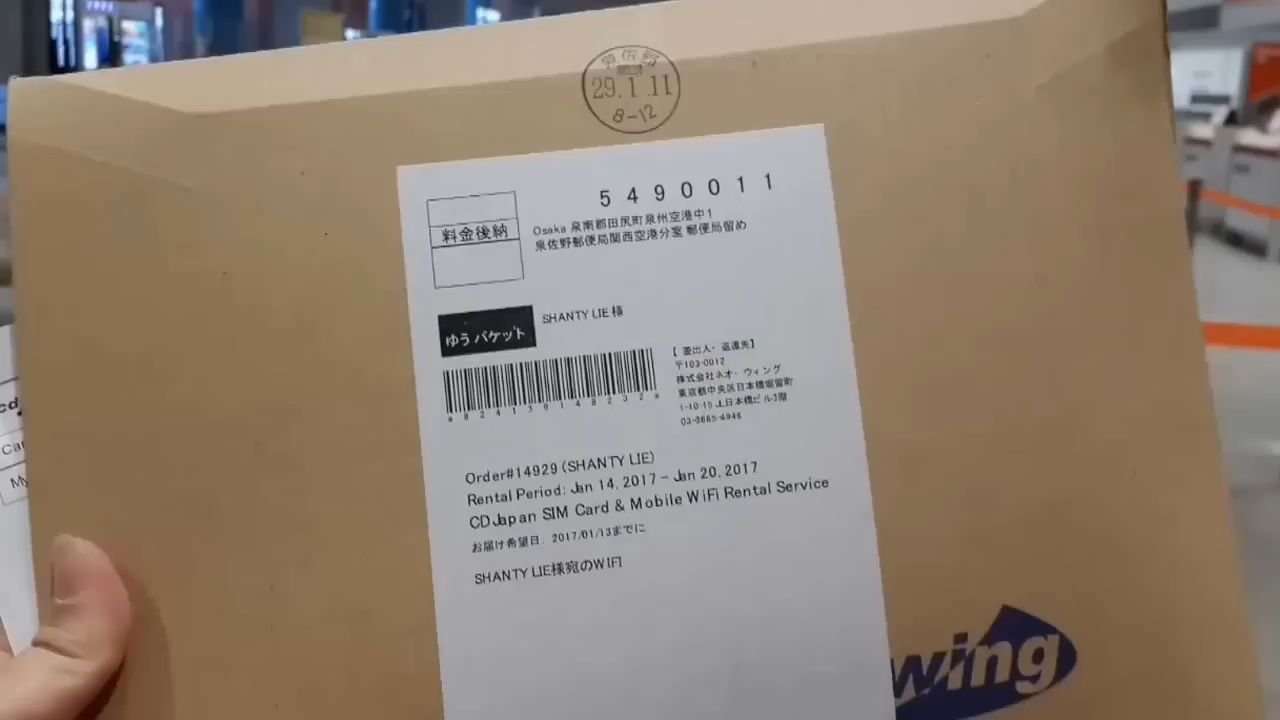 泉佐野
29.1.11
8-12
5490011
料金後納
Osaka 泉南郡田尻町泉州空港中1
泉佐野郵便局関西空港分室 郵便局留め
ゆうパケット
SHANTY LIE 様
【 差出人・返還先】
〒103-0012
株式会社ネオ・ウィング
東京都中央区日本橋堀留町
1-10-15 JL日本橋ビル3階
03-3665-4946
Order#14929 (SHANTY LIE)
Rental Period: Jan 14, 2017 - Jan 20, 2017
CDJapan SIM Card & Mobile WiFi Rental Service
お届け希望日: 2017/01/13までに
SHANTY LIE様宛のWIFI
wing
cd
Ca
My